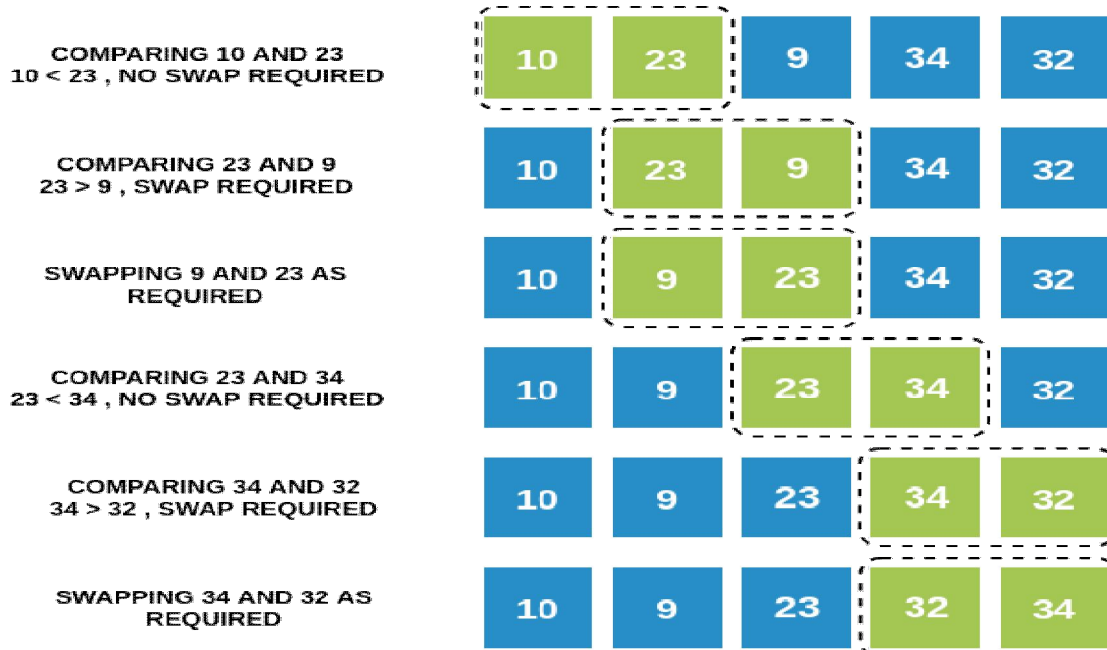 COMPARING 10 AND 23
10 < 23 , NO SWAP REQUIRED
10 23 9 34 32
COMPARING 23 AND 9
23 > 9 , SWAP REQUIRED
10 23 9 34 32
SWAPPING 9 AND 23 AS
REQUIRED
10 9 23 34 32
COMPARING 23 AND 34
23 < 34 , NO SWAP REQUIRED
10 9 23 34 32
COMPARING 34 AND 32
34 > 32 , SWAP REQUIRED
10 9 23 34 32
SWAPPING 34 AND 32 AS
REQUIRED
10 9 23 32 34